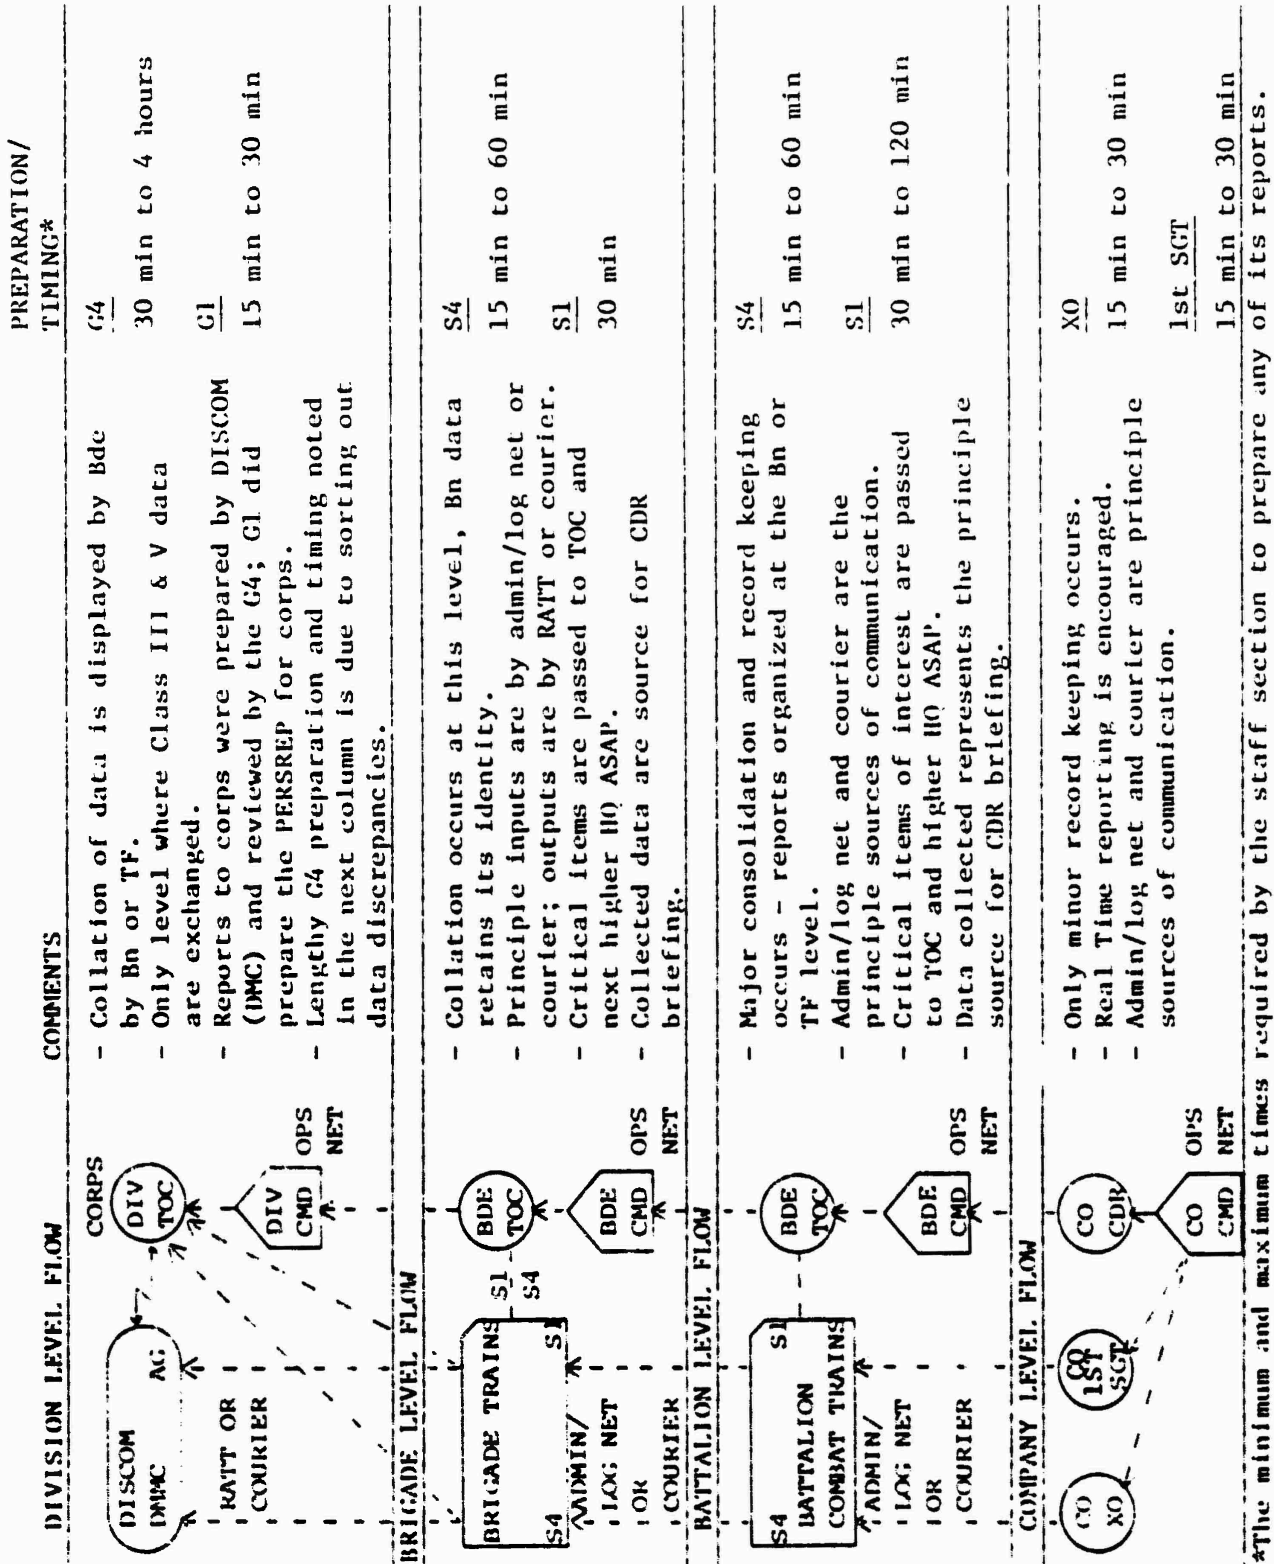 PREPARATION/
DIVISION LEVEL FLOW COMMENTS TIMING*
CORPS
DIV
TOC
DISCOM
DMMC AG
DIV
CMD
OPS
NET
RATT OR
COURIER
- Collation of data is displayed by Bde
by Bn or TF.
- Only level where Class III & V data
are exchanged.
- Reports to corps were prepared by DISCOM
(DMC) and reviewed by the G4; G1 did
prepare the PERSREP for corps.
- Lengthy G4 preparation and timing noted
in the next column is due to sorting out
data discrepancies.
G4
30 min to 4 hours
G1
15 min to 30 min
BRIGADE LEVEL FLOW
BRIGADE TRAINS
S4 S1
S1
S4
BDE
TOC
BDE
CMD
OPS
NET
ADMIN/
LOG NET
OR
COURIER
- Collation occurs at this level, Bn data
retains its identity.
- Principle inputs are by admin/log net or
courier; outputs are by RATT or courier.
- Critical items are passed to TOC and
next higher HQ ASAP.
- Collected data are source for CDR
briefing.
S4
15 min to 60 min
S1
30 min
BATTALION LEVEL FLOW
S4 S1
BATTALION
COMBAT TRAINS
BDE
TOC
BDE
CMD
OPS
NET
ADMIN/
LOG NET
OR
COURIER
- Major consolidation and record keeping
occurs - reports organized at the Bn or
TF level.
- Admin/log net and courier are the
principle sources of communication.
- Critical items of interest are passed
to TOC and higher HQ ASAP.
- Data collected represents the principle
source for CDR briefing.
S4
15 min to 60 min
S1
30 min to 120 min
COMPANY LEVEL FLOW
CO
XO
CO
1ST
SGT
CO
CDR
CO
CMD
OPS
NET
- Only minor record keeping occurs.
- Real Time reporting is encouraged.
- Admin/log net and courier are principle
sources of communication.
XO
15 min to 30 min
1st SGT
15 min to 30 min
*The minimum and maximum times required by the staff section to prepare any of its reports.